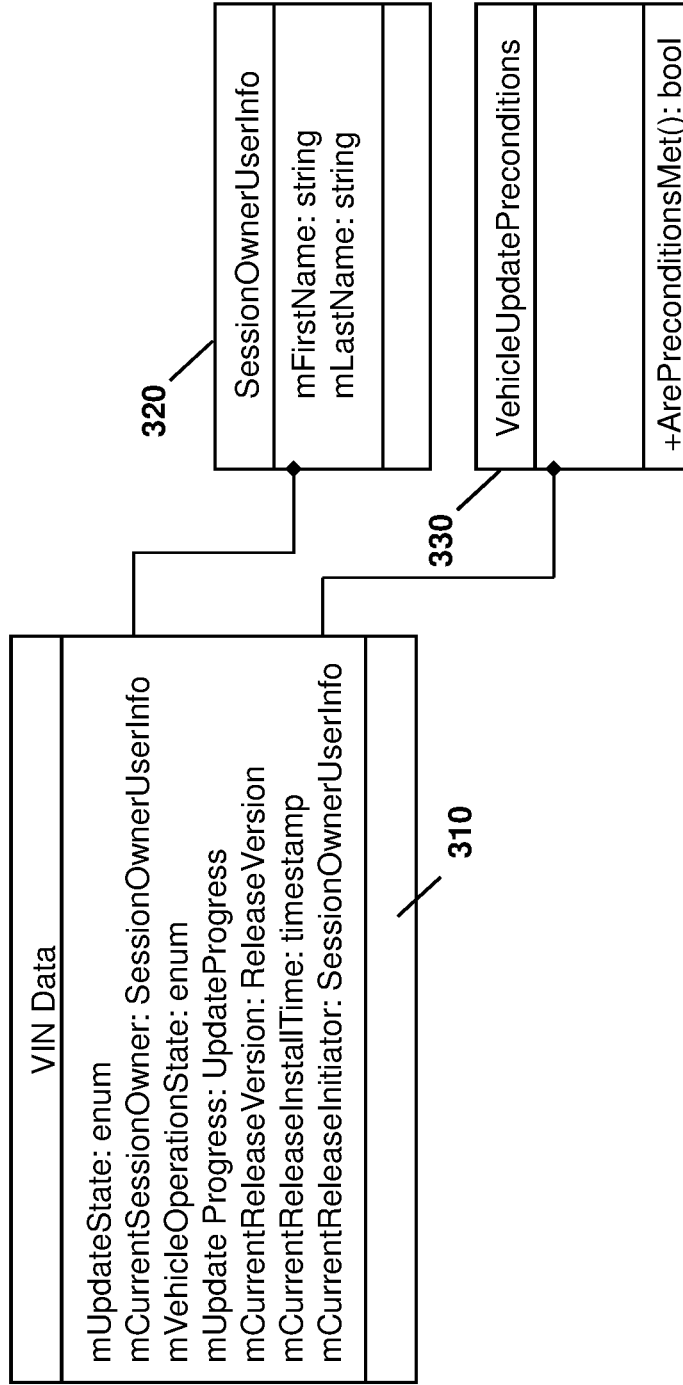 VIN Data
mUpdateState: enum
mCurrentSessionOwner: SessionOwnerUserInfo
mVehicleOperationState: enum
mUpdate Progress: UpdateProgress
mCurrentReleaseVersion: ReleaseVersion
mCurrentReleaseInstallTime: timestamp
mCurrentReleaseInitiator: SessionOwnerUserInfo
310
320
SessionOwnerUserInfo
mFirstName: string
mLastName: string
330
VehicleUpdatePreconditions
+ArePreconditionsMet(): bool